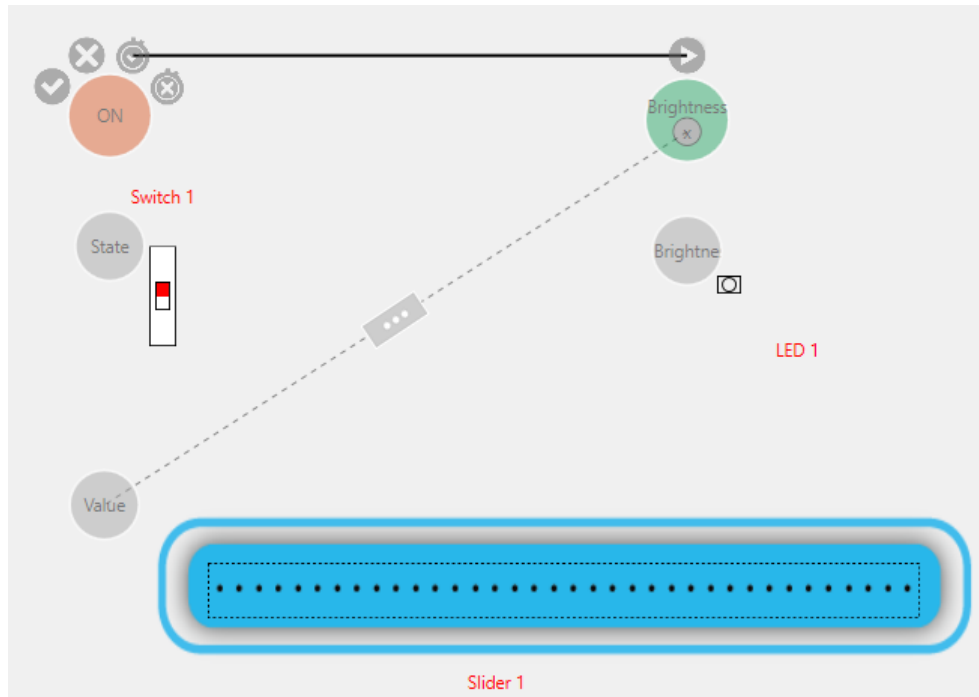 ON
Brightness
x
Switch 1
State
Brightne
LED 1
Value
Slider 1